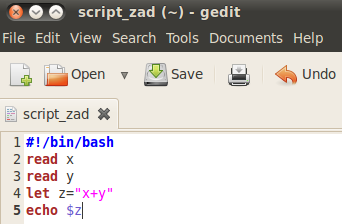 script_zad (~) - gedit
File Edit View Search Tools Documents Help
Open Save Undo
script_zad
1 #!/bin/bash
2 read x
3 read y
4 let z="x+y"
5 echo $z